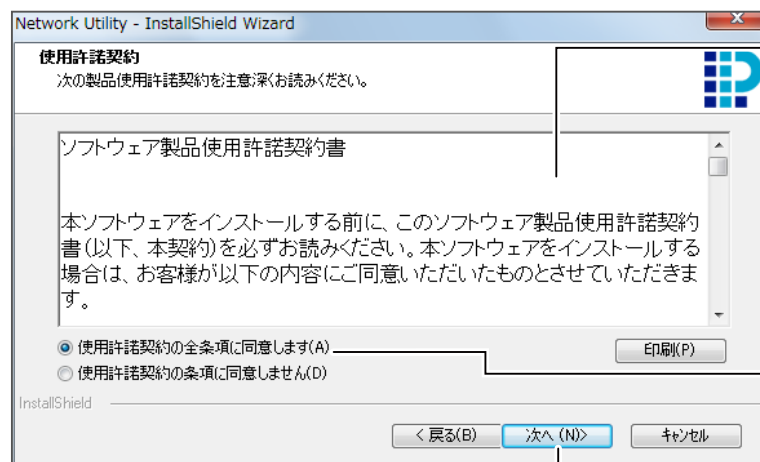 Network Utility - InstallShield Wizard
使用許諾契約
次の製品使用許諾契約を注意深くお読みください。
ソフトウェア製品使用許諾契約書
本ソフトウェアをインストールする前に、このソフトウェア製品使用許諾契約
書(以下、本契約)を必ずお読みください。本ソフトウェアをインストールする
場合は、お客様が以下の内容にご同意いただいたものとさせていただきま
す。
使用許諾契約の全条項に同意します(A)
印刷(P)
使用許諾契約の条項に同意しません(D)
InstallShield
< 戻る(B)
次へ (N)>
キャンセル